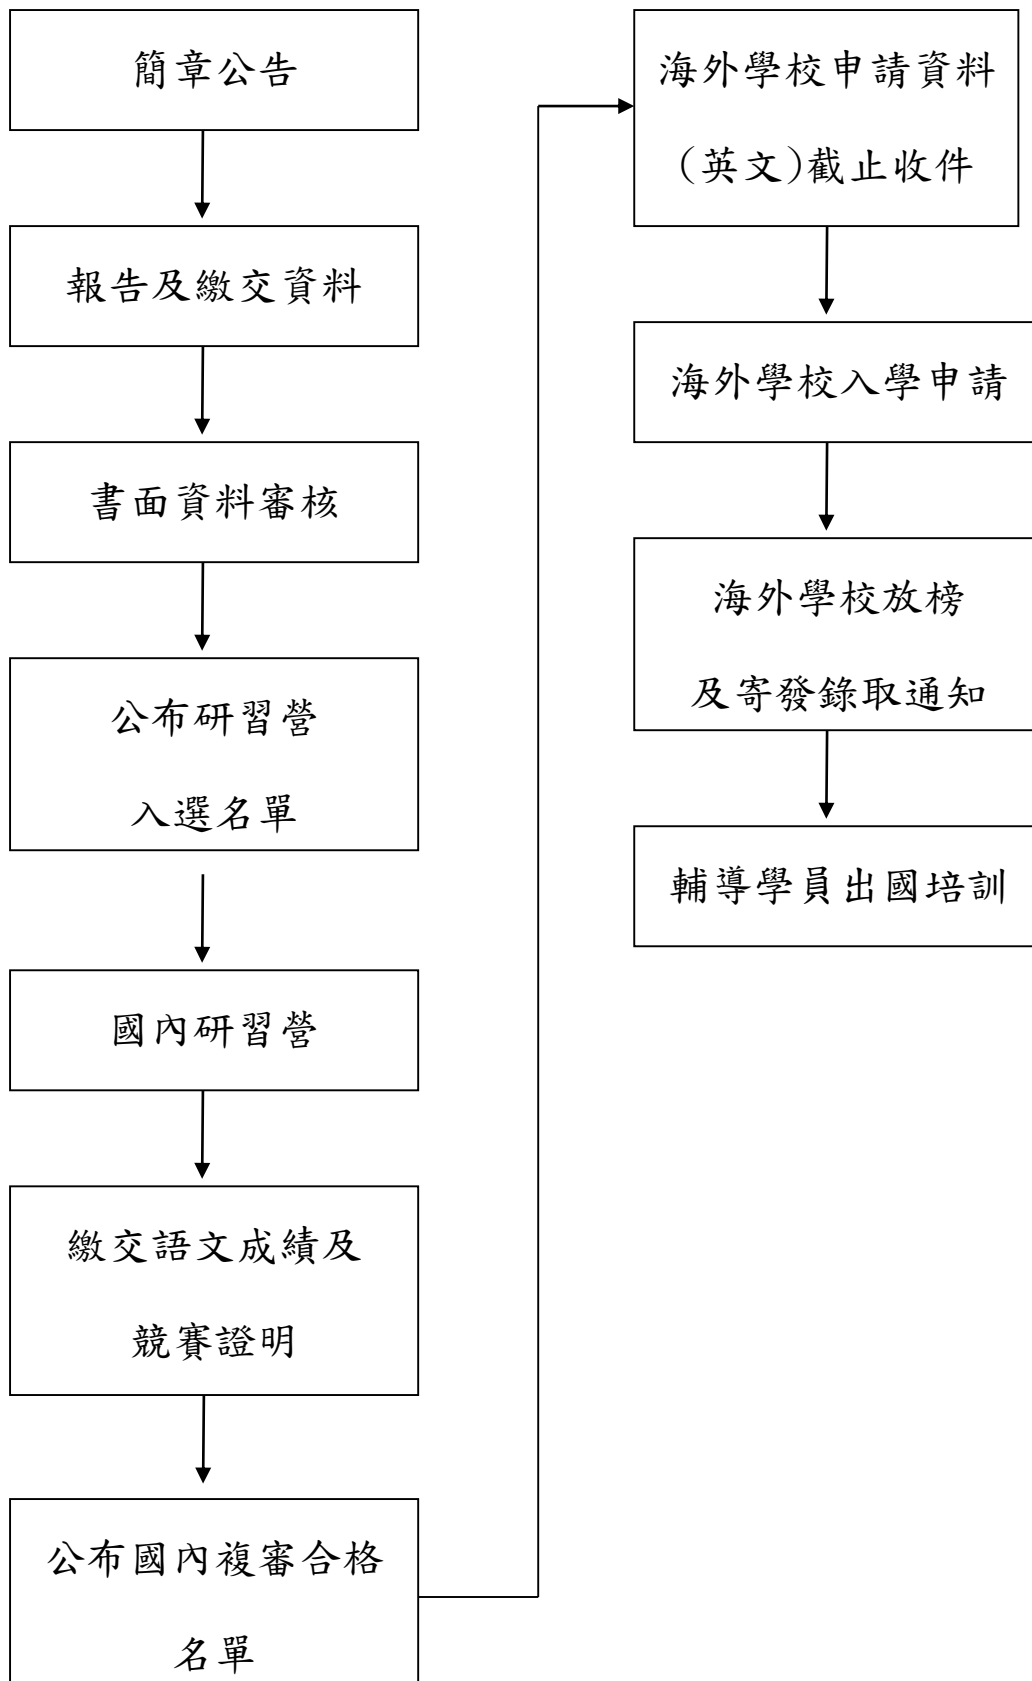 簡章公告
報告及繳交資料
書面資料審核
公布研習營
入選名單
國內研習營
繳交語文成績及
競賽證明
公布國內複審合格
名單
海外學校申請資料
(英文)截止收件
海外學校入學申請
海外學校放榜
及寄發錄取通知
輔導學員出國培訓